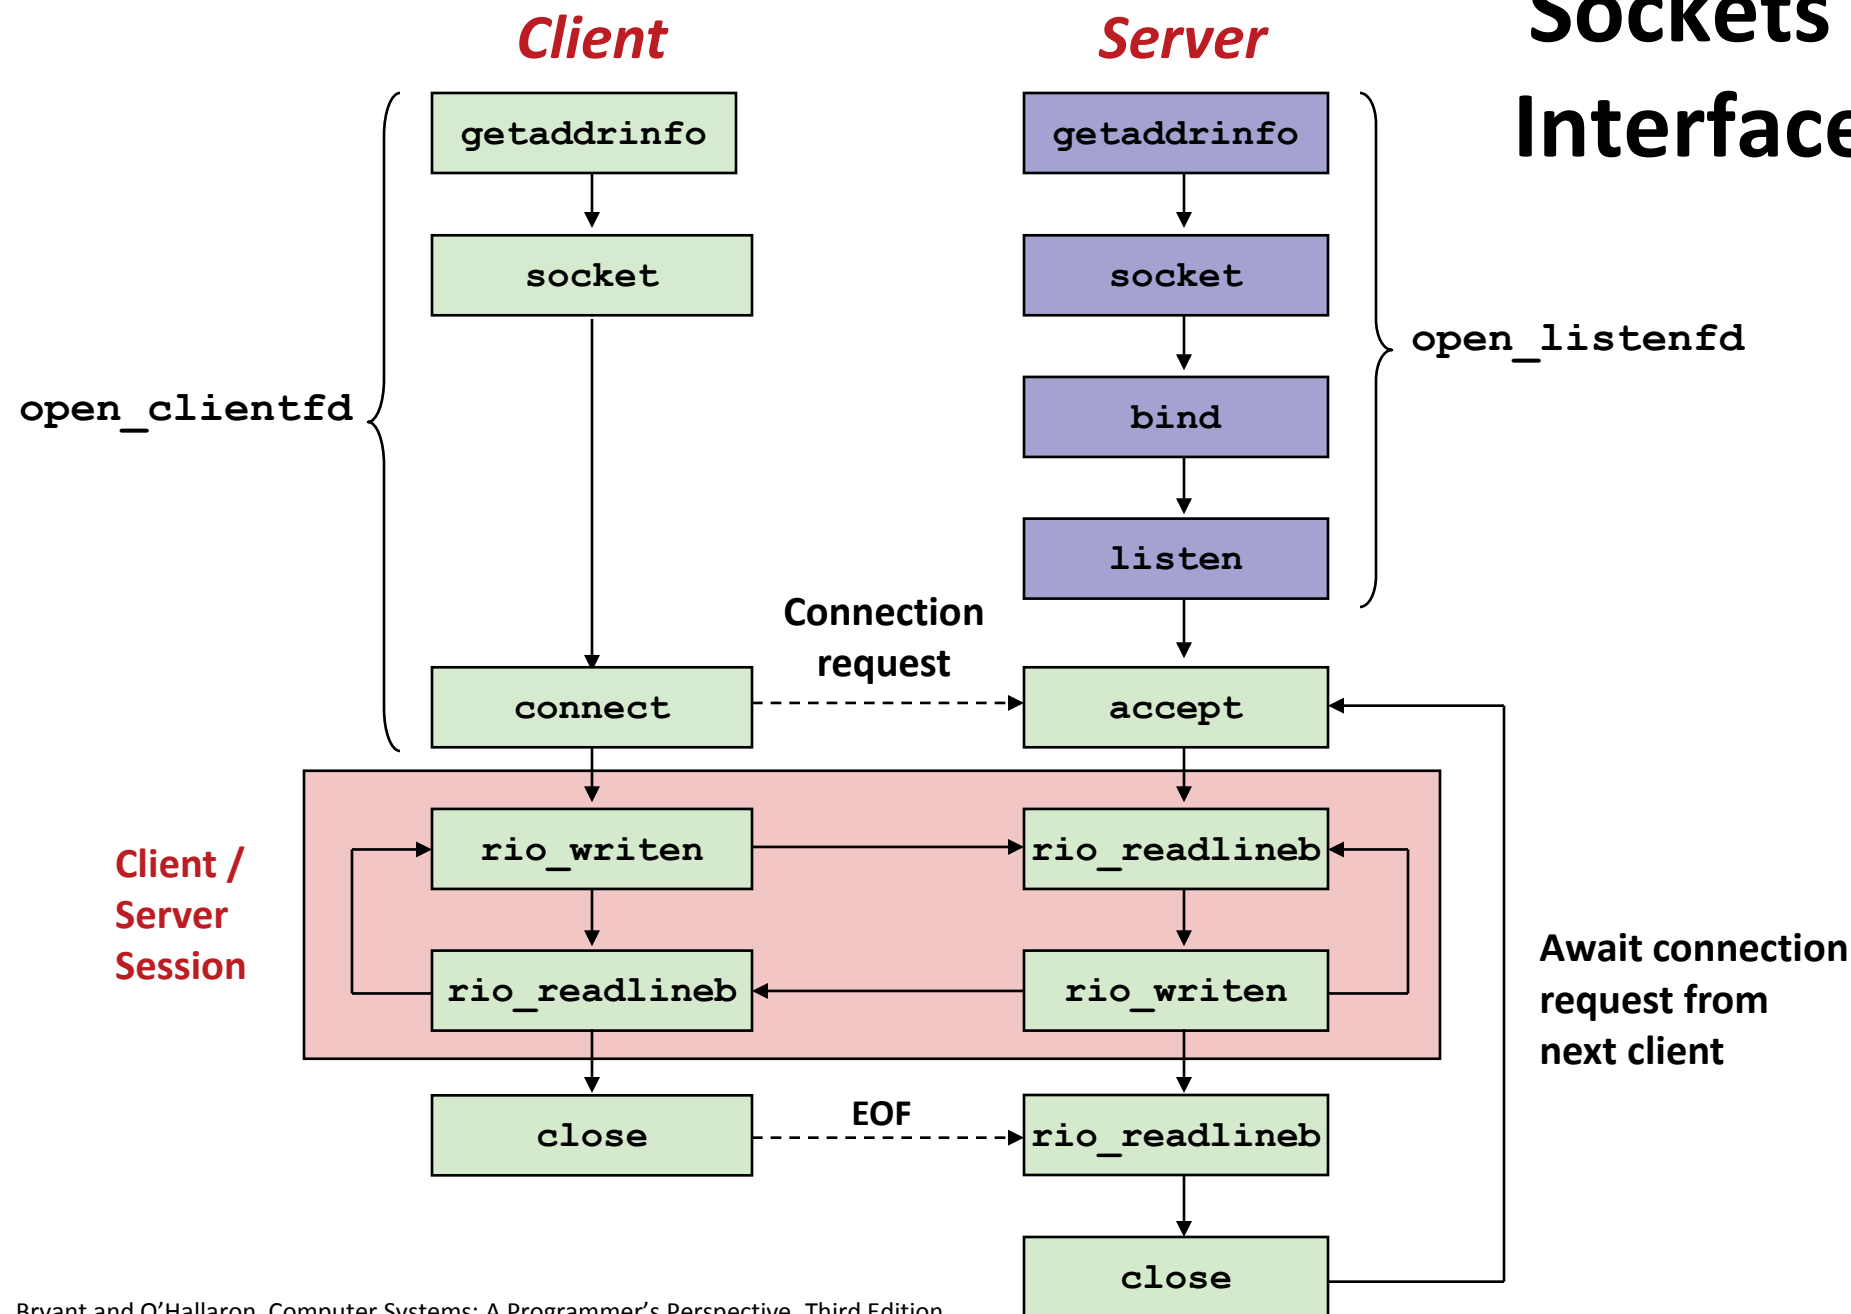 Client
Server
Sockets
Interface
getaddrinfo
getaddrinfo
socket
socket
open_listenfd
open_clientfd
bind
listen
Connection
request
connect
accept
Client /
Server
Session
rio_writen
rio_readlineb
rio_readlineb
rio_writen
Await connection
request from
next client
close
EOF
rio_readlineb
close
Bryant and O'Hallaron, Computer Systems: A Programmer's Perspective, Third Edition